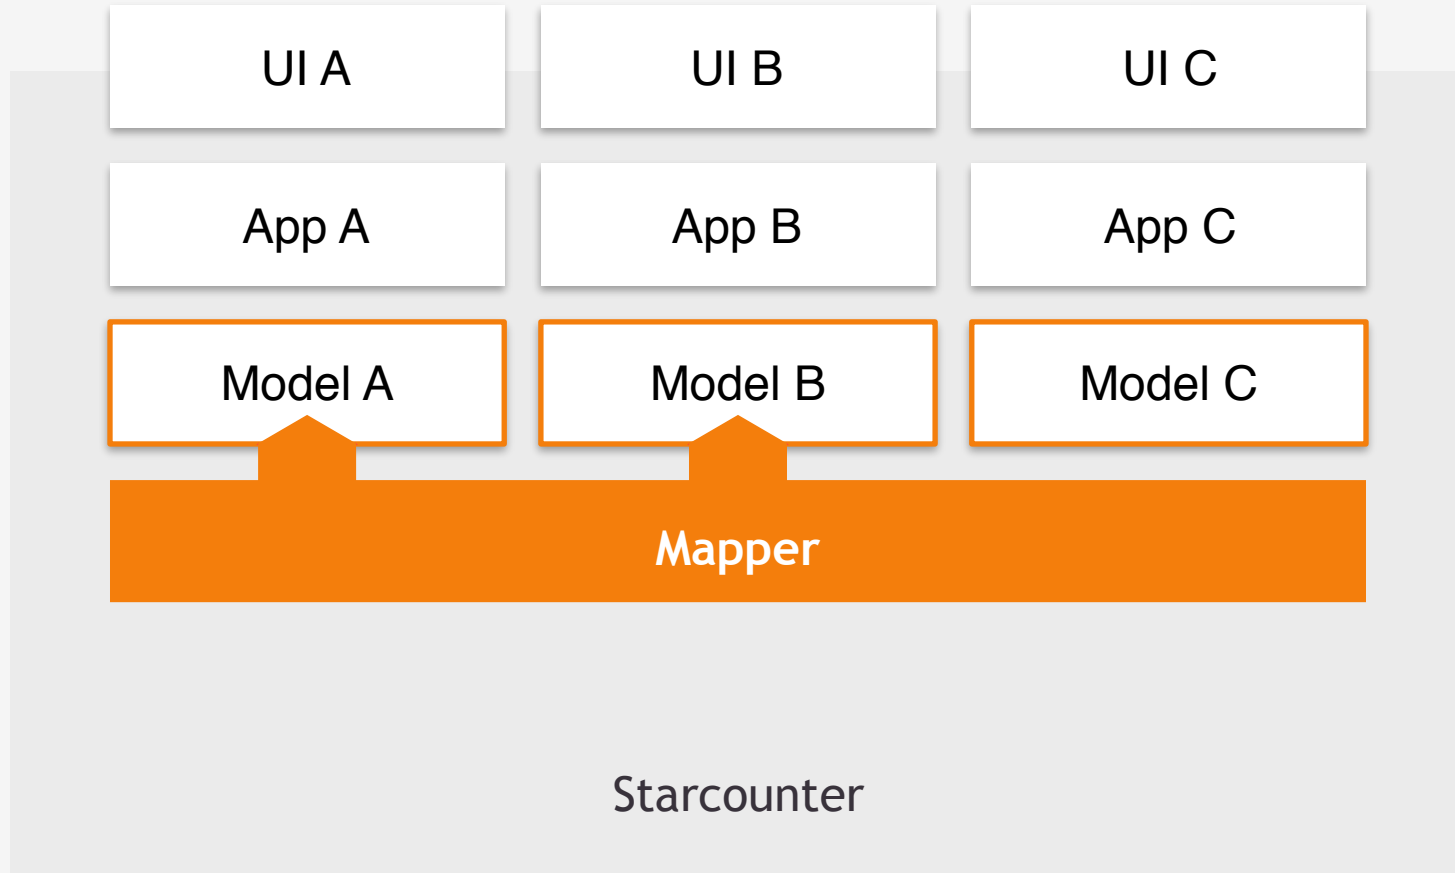 UI A
UI B
UI C
App A
App B
App C
Model A
Model B
Model C
Mapper
Starcounter